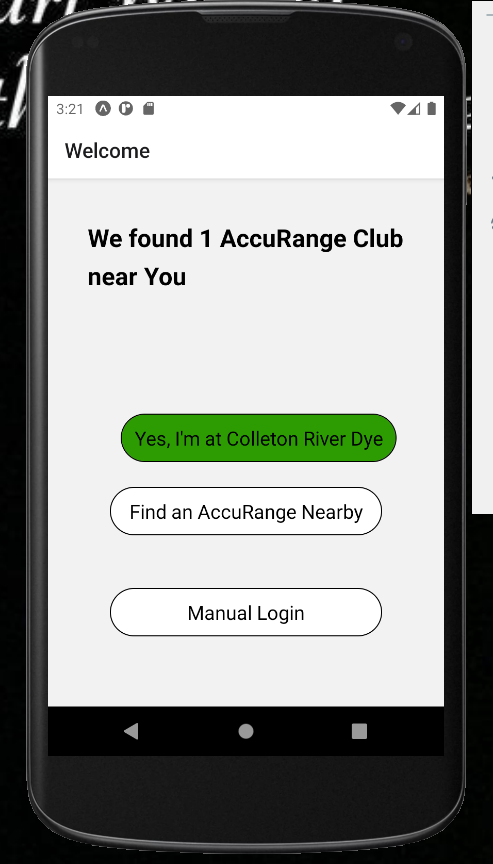 3:21
Welcome
We found 1 AccuRange Club
near You
Yes, I'm at Colleton River Dye
Find an AccuRange Nearby
Manual Login